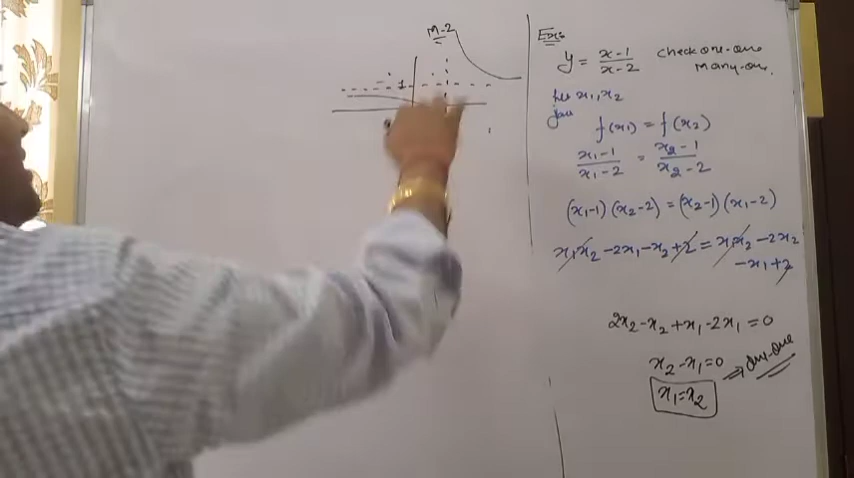 M-2
1
Ex:
y = x-1/x-2 check one-one
many-one.
x1, x2
f(x1) = f(x2)
x1-1/x1-2 = x2-1/x2-2
(x1-1)(x2-2) = (x2-1)(x1-2)
x1x2 -2x1-x2+2 = x1x2 -2x2
-x1+2
2x2-x2+x1-2x1=0
x2-x1=0 ⇒ one-one
x1=x2